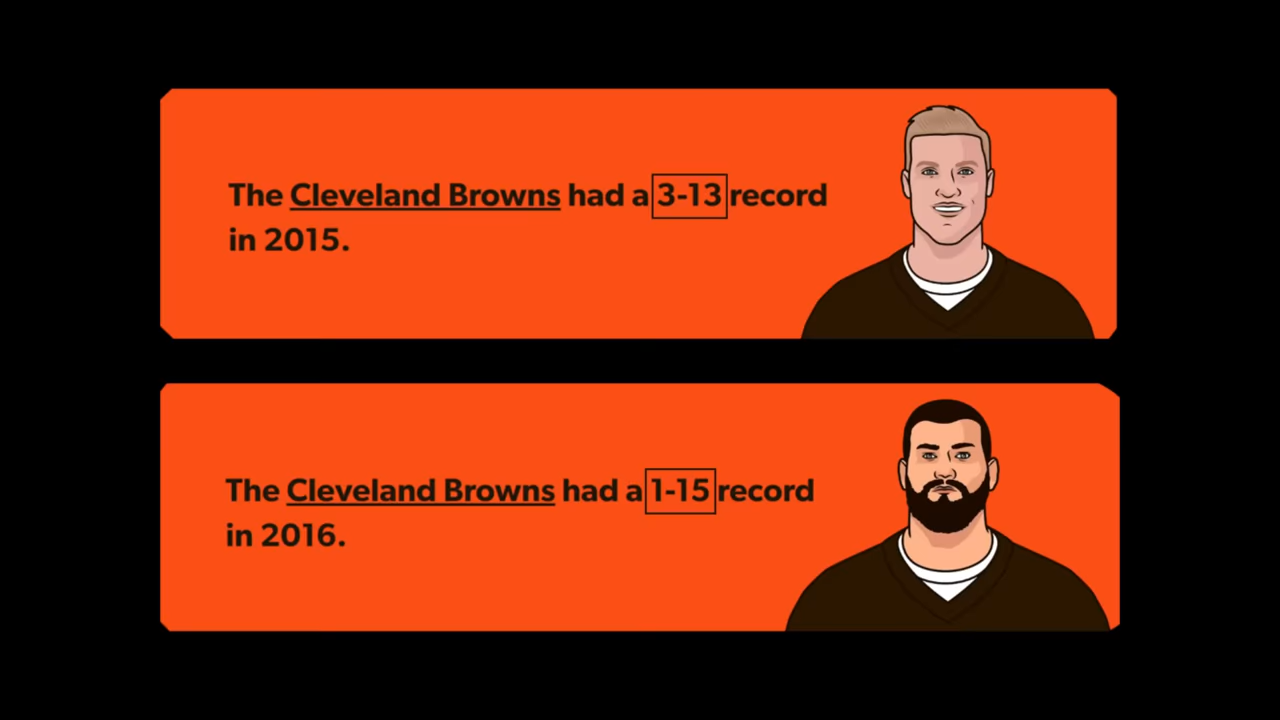 The Cleveland Browns had a 3-13 record
in 2015.
The Cleveland Browns had a 1-15 record
in 2016.